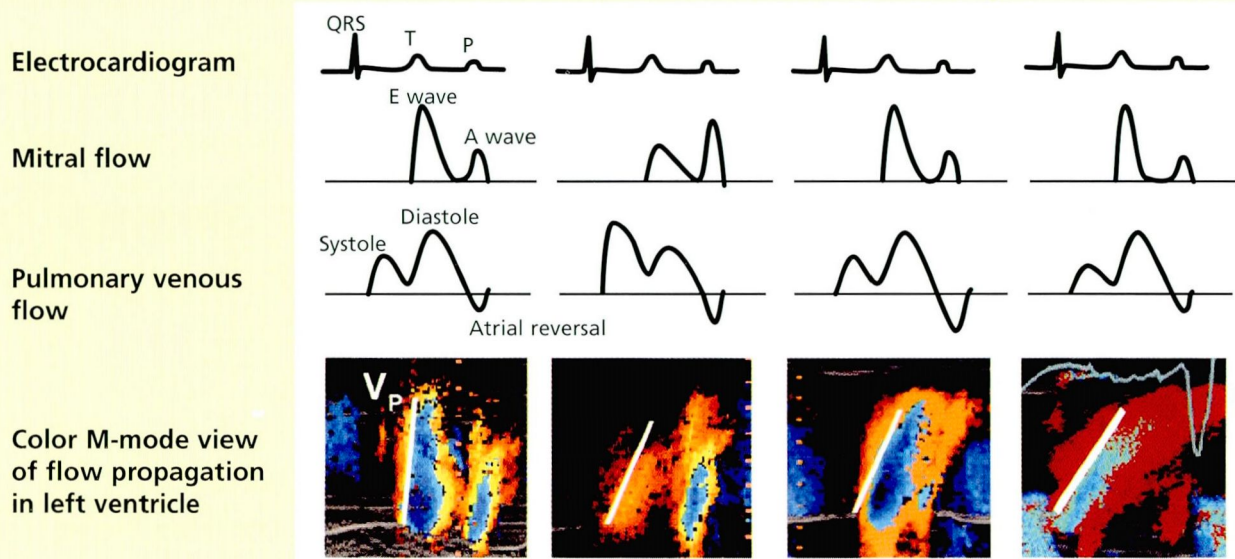 Electrocardiogram
QRS
T
P
Mitral flow
E wave
A wave
Pulmonary venous
flow
Systole
Diastole
Atrial reversal
Color M-mode view
of flow propagation
in left ventricle
VP